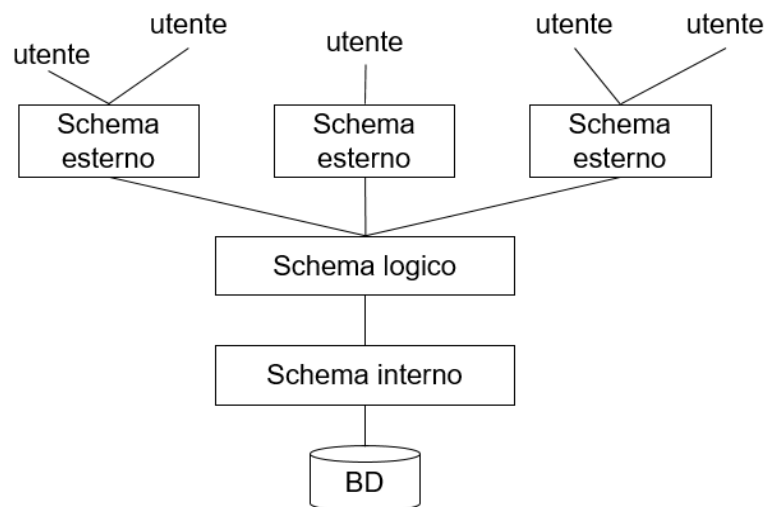 utente
utente
utente
utente
utente
Schema
esterno
Schema
esterno
Schema
esterno
Schema logico
Schema interno
BD